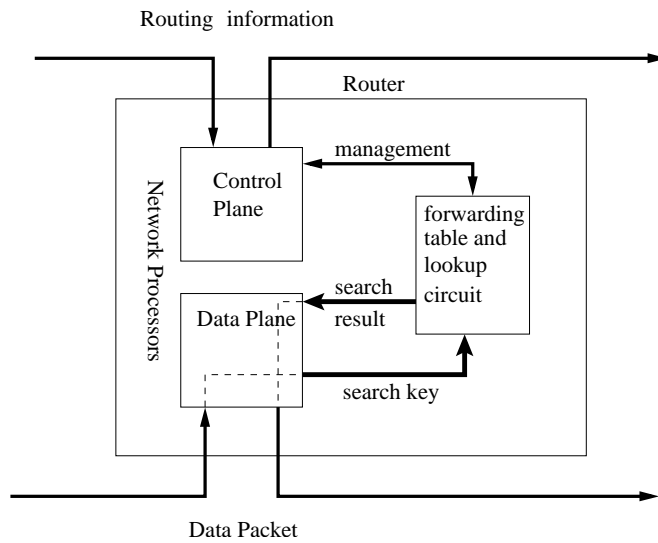 Routing information
Router
management
Control
Plane
Network Processors
forwarding
table and
lookup
circuit
search
result
Data Plane
search key
Data Packet